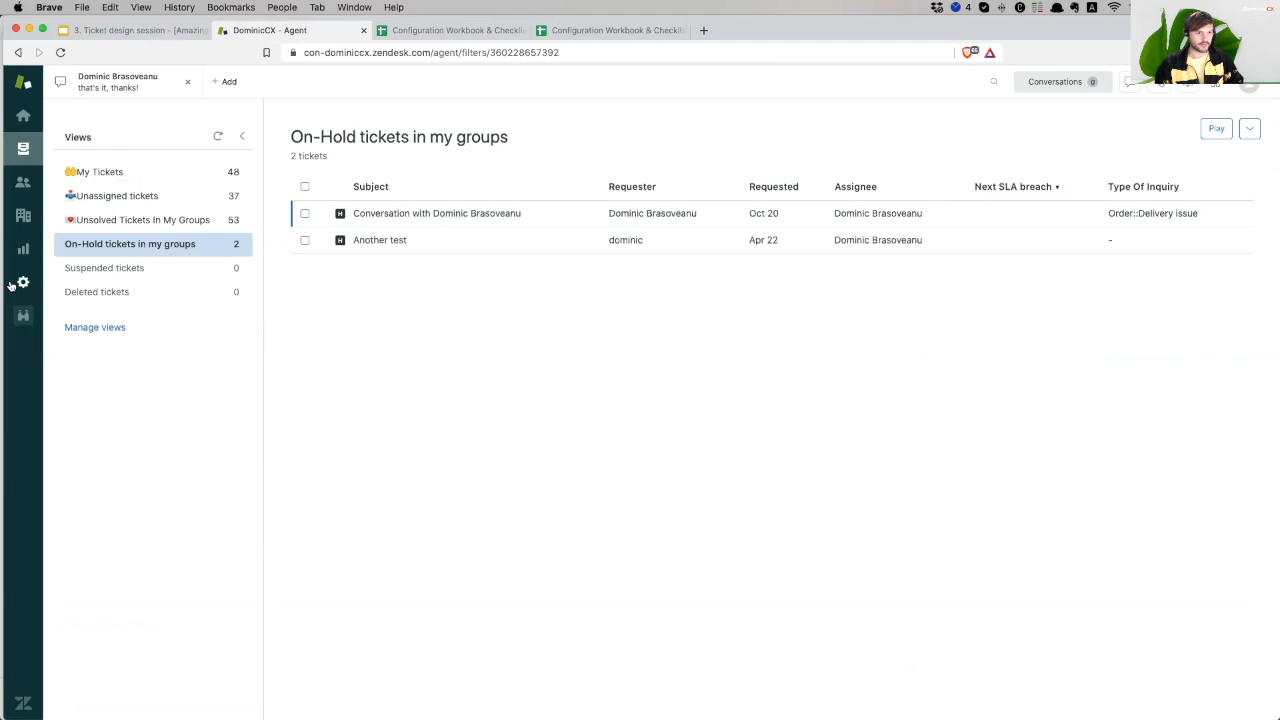 Brave File Edit View History Bookmarks People Tab Window Help
3. Ticket design session - [Amazing
DominicCX - Agent
Configuration Workbook & Checkli
Configuration Workbook & Checkli
con-dominiccx.zendesk.com/agent/filters/360228657392
Dominic Brasoveanu
that's it, thanks!
+ Add
Conversations 0
Views
My Tickets 48
Unassigned tickets 37
Unsolved Tickets In My Groups 53
On-Hold tickets in my groups 2
Suspended tickets 0
Deleted tickets 0
Manage views
On-Hold tickets in my groups
2 tickets
Play
Subject Requester Requested Assignee Next SLA breach Type Of Inquiry
H Conversation with Dominic Brasoveanu Dominic Brasoveanu Oct 20 Dominic Brasoveanu Order::Delivery issue
H Another test dominic Apr 22 Dominic Brasoveanu -